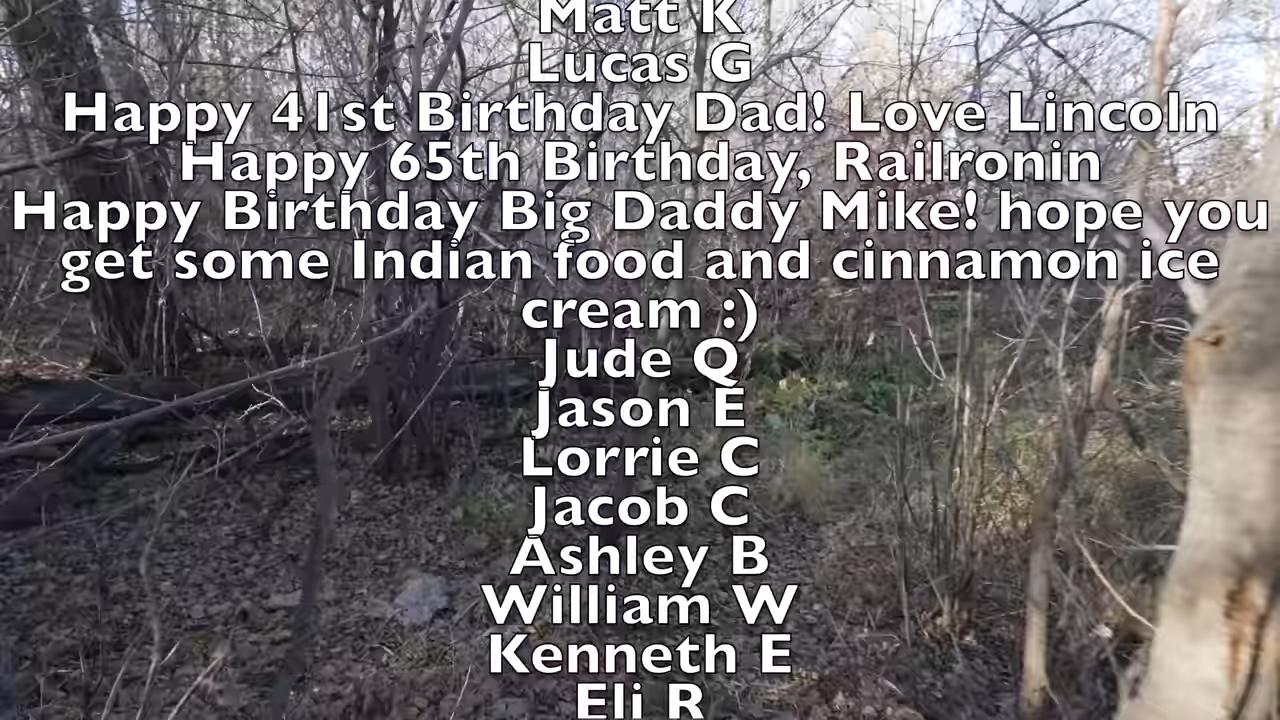 Matt K
Lucas G
Happy 41st Birthday Dad! Love Lincoln
Happy 65th Birthday, Railronin
Happy Birthday Big Daddy Mike! hope you
get some Indian food and cinnamon ice
cream :)
Jude Q
Jason E
Lorrie C
Jacob C
Ashley B
William W
Kenneth E
Eli R